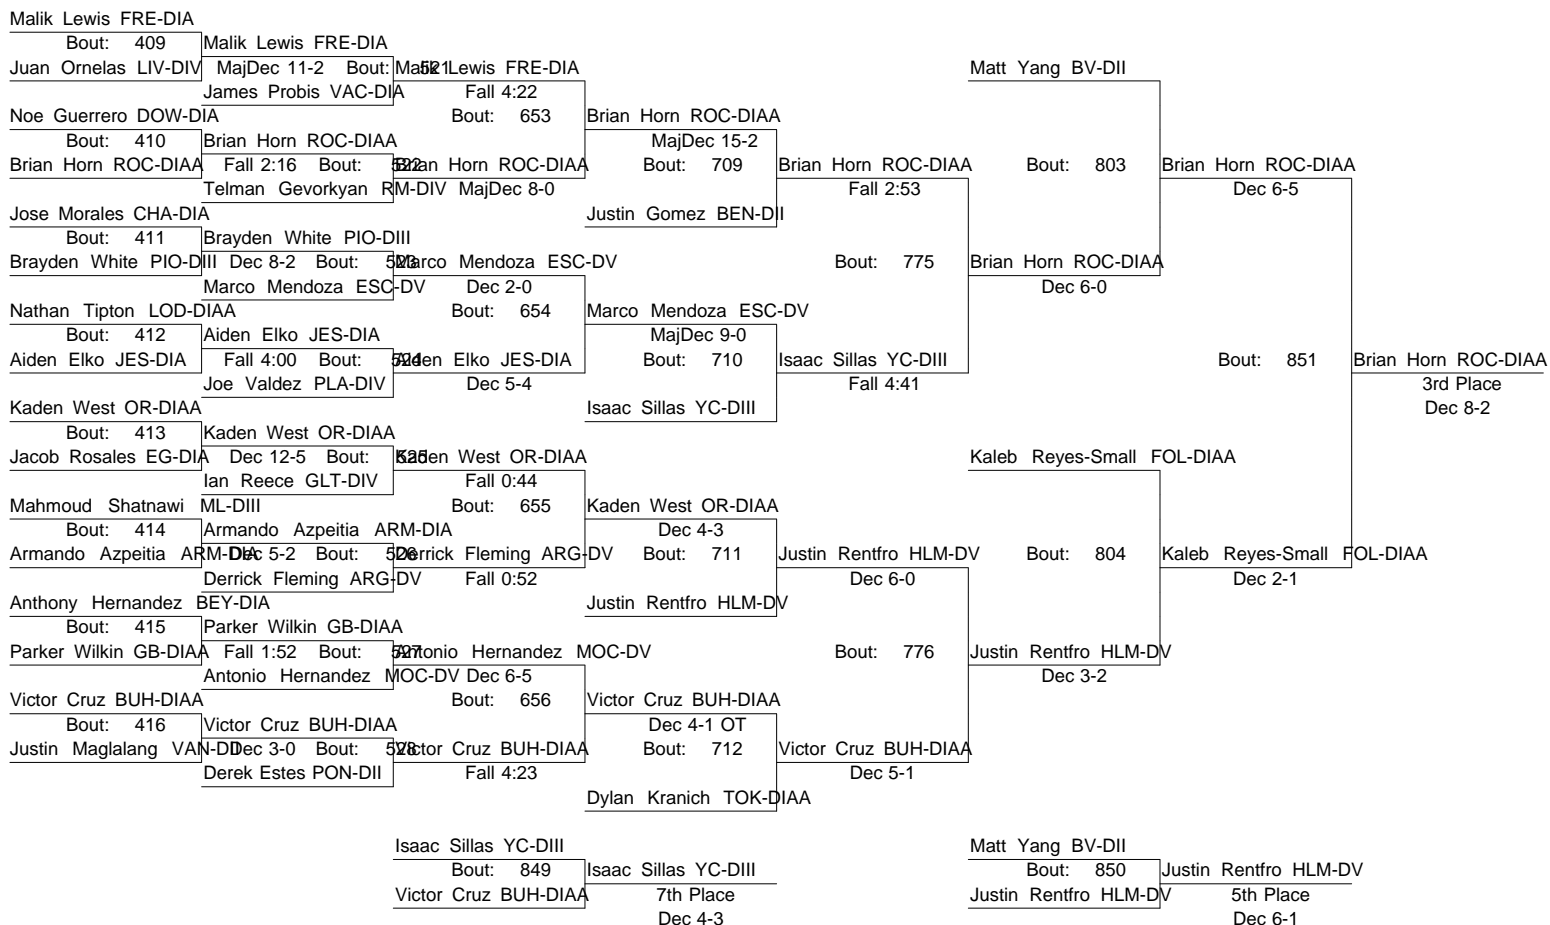 Malik Lewis FRE-DIA
Bout: 409 Malik Lewis FRE-DIA
Juan Ornelas LIV-DIV MajDec 11-2 Bout: 521 Malik Lewis FRE-DIA Matt Yang BV-DII
James Probis VAC-DIA Fall 4:22
Noe Guerrero DOW-DIA Bout: 653 Brian Horn ROC-DIAA
Bout: 410 Brian Horn ROC-DIAA MajDec 15-2
Brian Horn ROC-DIAA Fall 2:16 Bout: 522 Brian Horn ROC-DIAA Bout: 709 Brian Horn ROC-DIAA Bout: 803 Brian Horn ROC-DIAA
Telman Gevorkyan RM-DIV MajDec 8-0 Fall 2:53 Dec 6-5
Jose Morales CHA-DIA Justin Gomez BEN-DII
Bout: 411 Brayden White PIO-DIII
Brayden White PIO-DIII Dec 8-2 Bout: 523 Marco Mendoza ESC-DV Bout: 775 Brian Horn ROC-DIAA
Marco Mendoza ESC-DV Dec 2-0 Dec 6-0
Nathan Tipton LOD-DIAA Bout: 654 Marco Mendoza ESC-DV
Bout: 412 Aiden Elko JES-DIA MajDec 9-0
Aiden Elko JES-DIA Fall 4:00 Bout: 524 Aiden Elko JES-DIA Bout: 710 Isaac Sillas YC-DIII Bout: 851 Brian Horn ROC-DIAA
Joe Valdez PLA-DIV Dec 5-4 Fall 4:41 3rd Place
Kaden West OR-DIAA Isaac Sillas YC-DIII Dec 8-2
Bout: 413 Kaden West OR-DIAA
Jacob Rosales EG-DIA Dec 12-5 Bout: 525 Kaden West OR-DIAA Kaleb Reyes-Small FOL-DIAA
Ian Reece GLT-DIV Fall 0:44
Mahmoud Shatnawi ML-DIII Bout: 655 Kaden West OR-DIAA
Bout: 414 Armando Azpeitia ARM-DIA Dec 4-3
Armando Azpeitia ARM-DIA Dec 5-2 Bout: 526 Derrick Fleming ARG-DV Bout: 711 Justin Rentfro HLM-DV Bout: 804 Kaleb Reyes-Small FOL-DIAA
Derrick Fleming ARG-DV Fall 0:52 Dec 6-0 Dec 2-1
Anthony Hernandez BEY-DIA Justin Rentfro HLM-DV
Bout: 415 Parker Wilkin GB-DIAA
Parker Wilkin GB-DIAA Fall 1:52 Bout: 527 Antonio Hernandez MOC-DV Bout: 776 Justin Rentfro HLM-DV
Antonio Hernandez MOC-DV Dec 6-5 Dec 3-2
Victor Cruz BUH-DIAA Bout: 656 Victor Cruz BUH-DIAA
Bout: 416 Victor Cruz BUH-DIAA Dec 4-1 OT
Justin Maglalang VAN-DII Dec 3-0 Bout: 528 Victor Cruz BUH-DIAA Bout: 712 Victor Cruz BUH-DIAA
Derek Estes PON-DII Fall 4:23 Dec 5-1
Dylan Kranich TOK-DIAA
Isaac Sillas YC-DIII Matt Yang BV-DII
Bout: 849 Isaac Sillas YC-DIII Bout: 850 Justin Rentfro HLM-DV
Victor Cruz BUH-DIAA 7th Place Justin Rentfro HLM-DV 5th Place
Dec 4-3 Dec 6-1